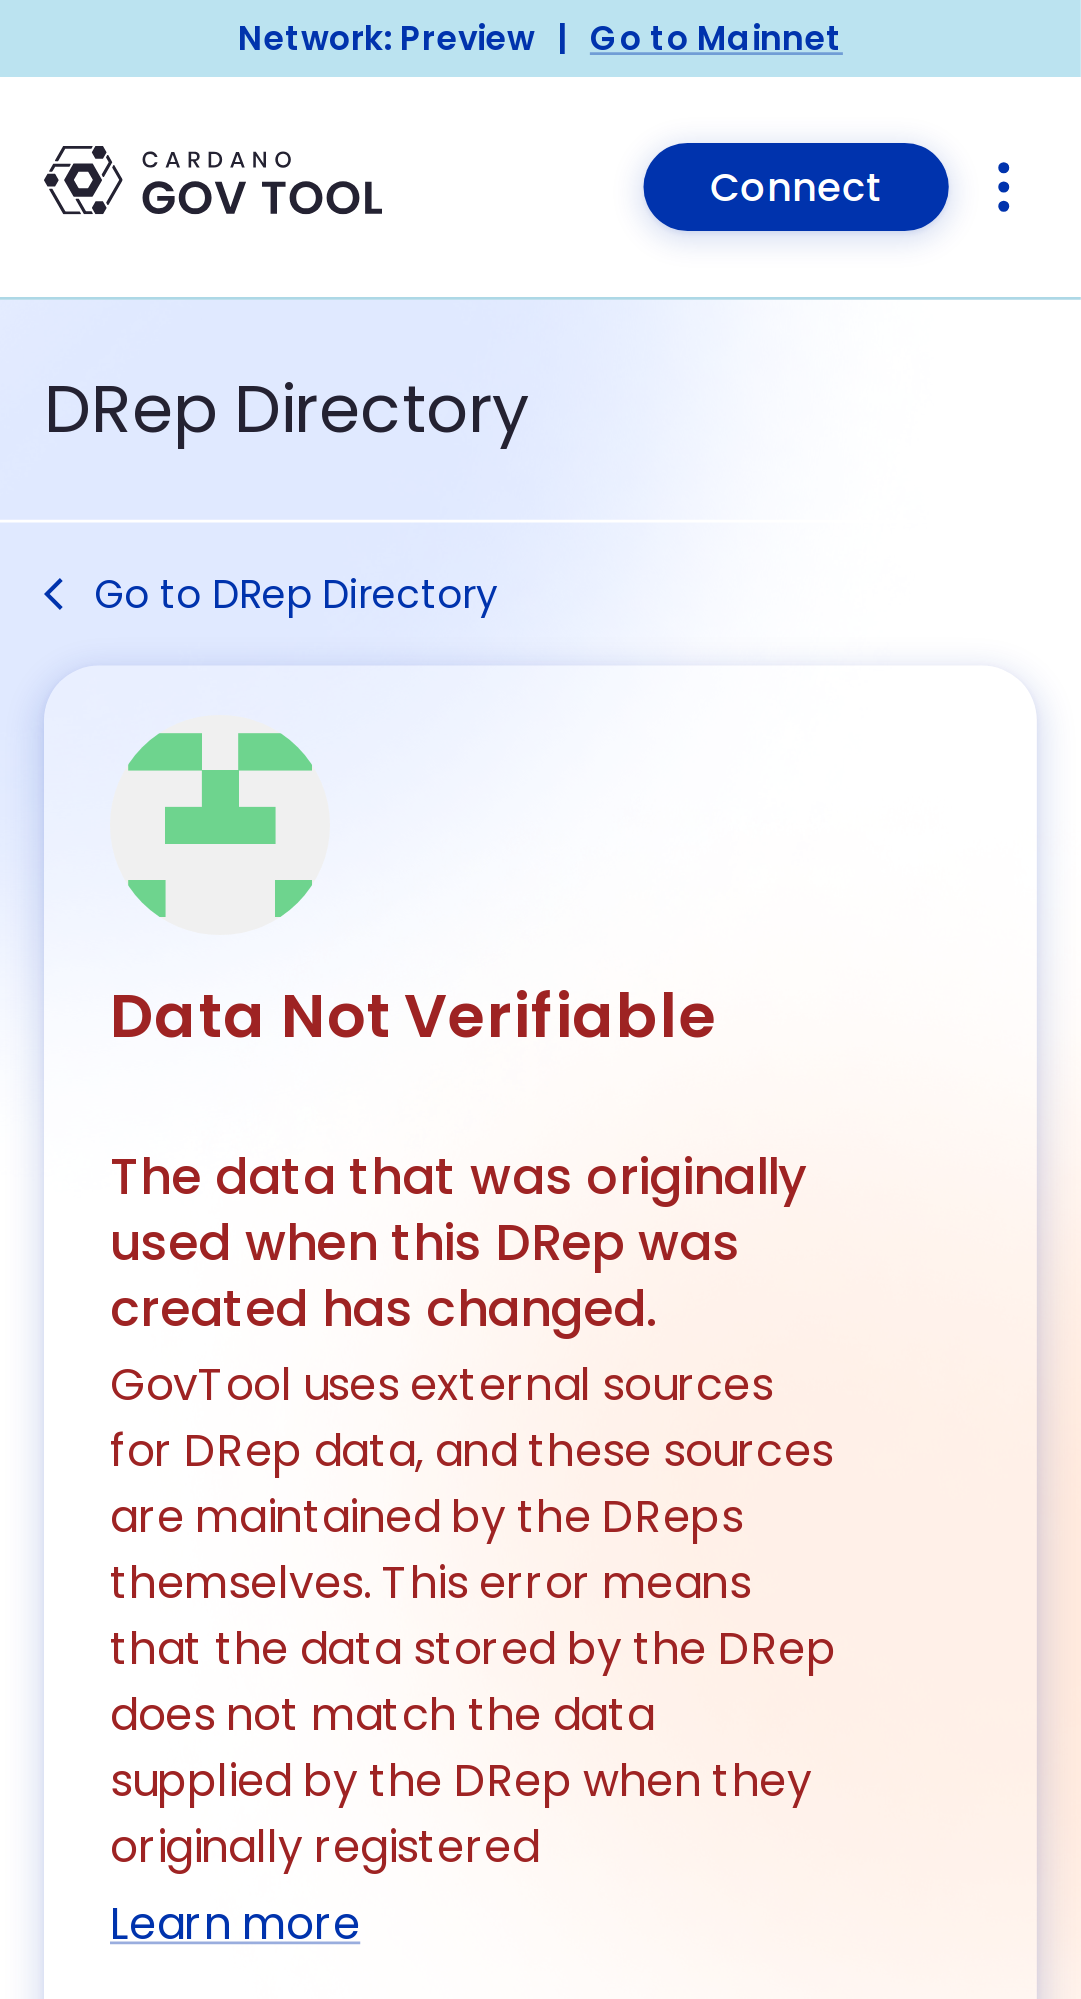 Network: Preview | Go to Mainnet
CARDANO
GOV TOOL
Connect
DRep Directory
Go to DRep Directory
Data Not Verifiable
The data that was originally
used when this DRep was
created has changed.
GovTool uses external sources
for DRep data, and these sources
are maintained by the DReps
themselves. This error means
that the data stored by the DRep
does not match the data
supplied by the DRep when they
originally registered
Learn more